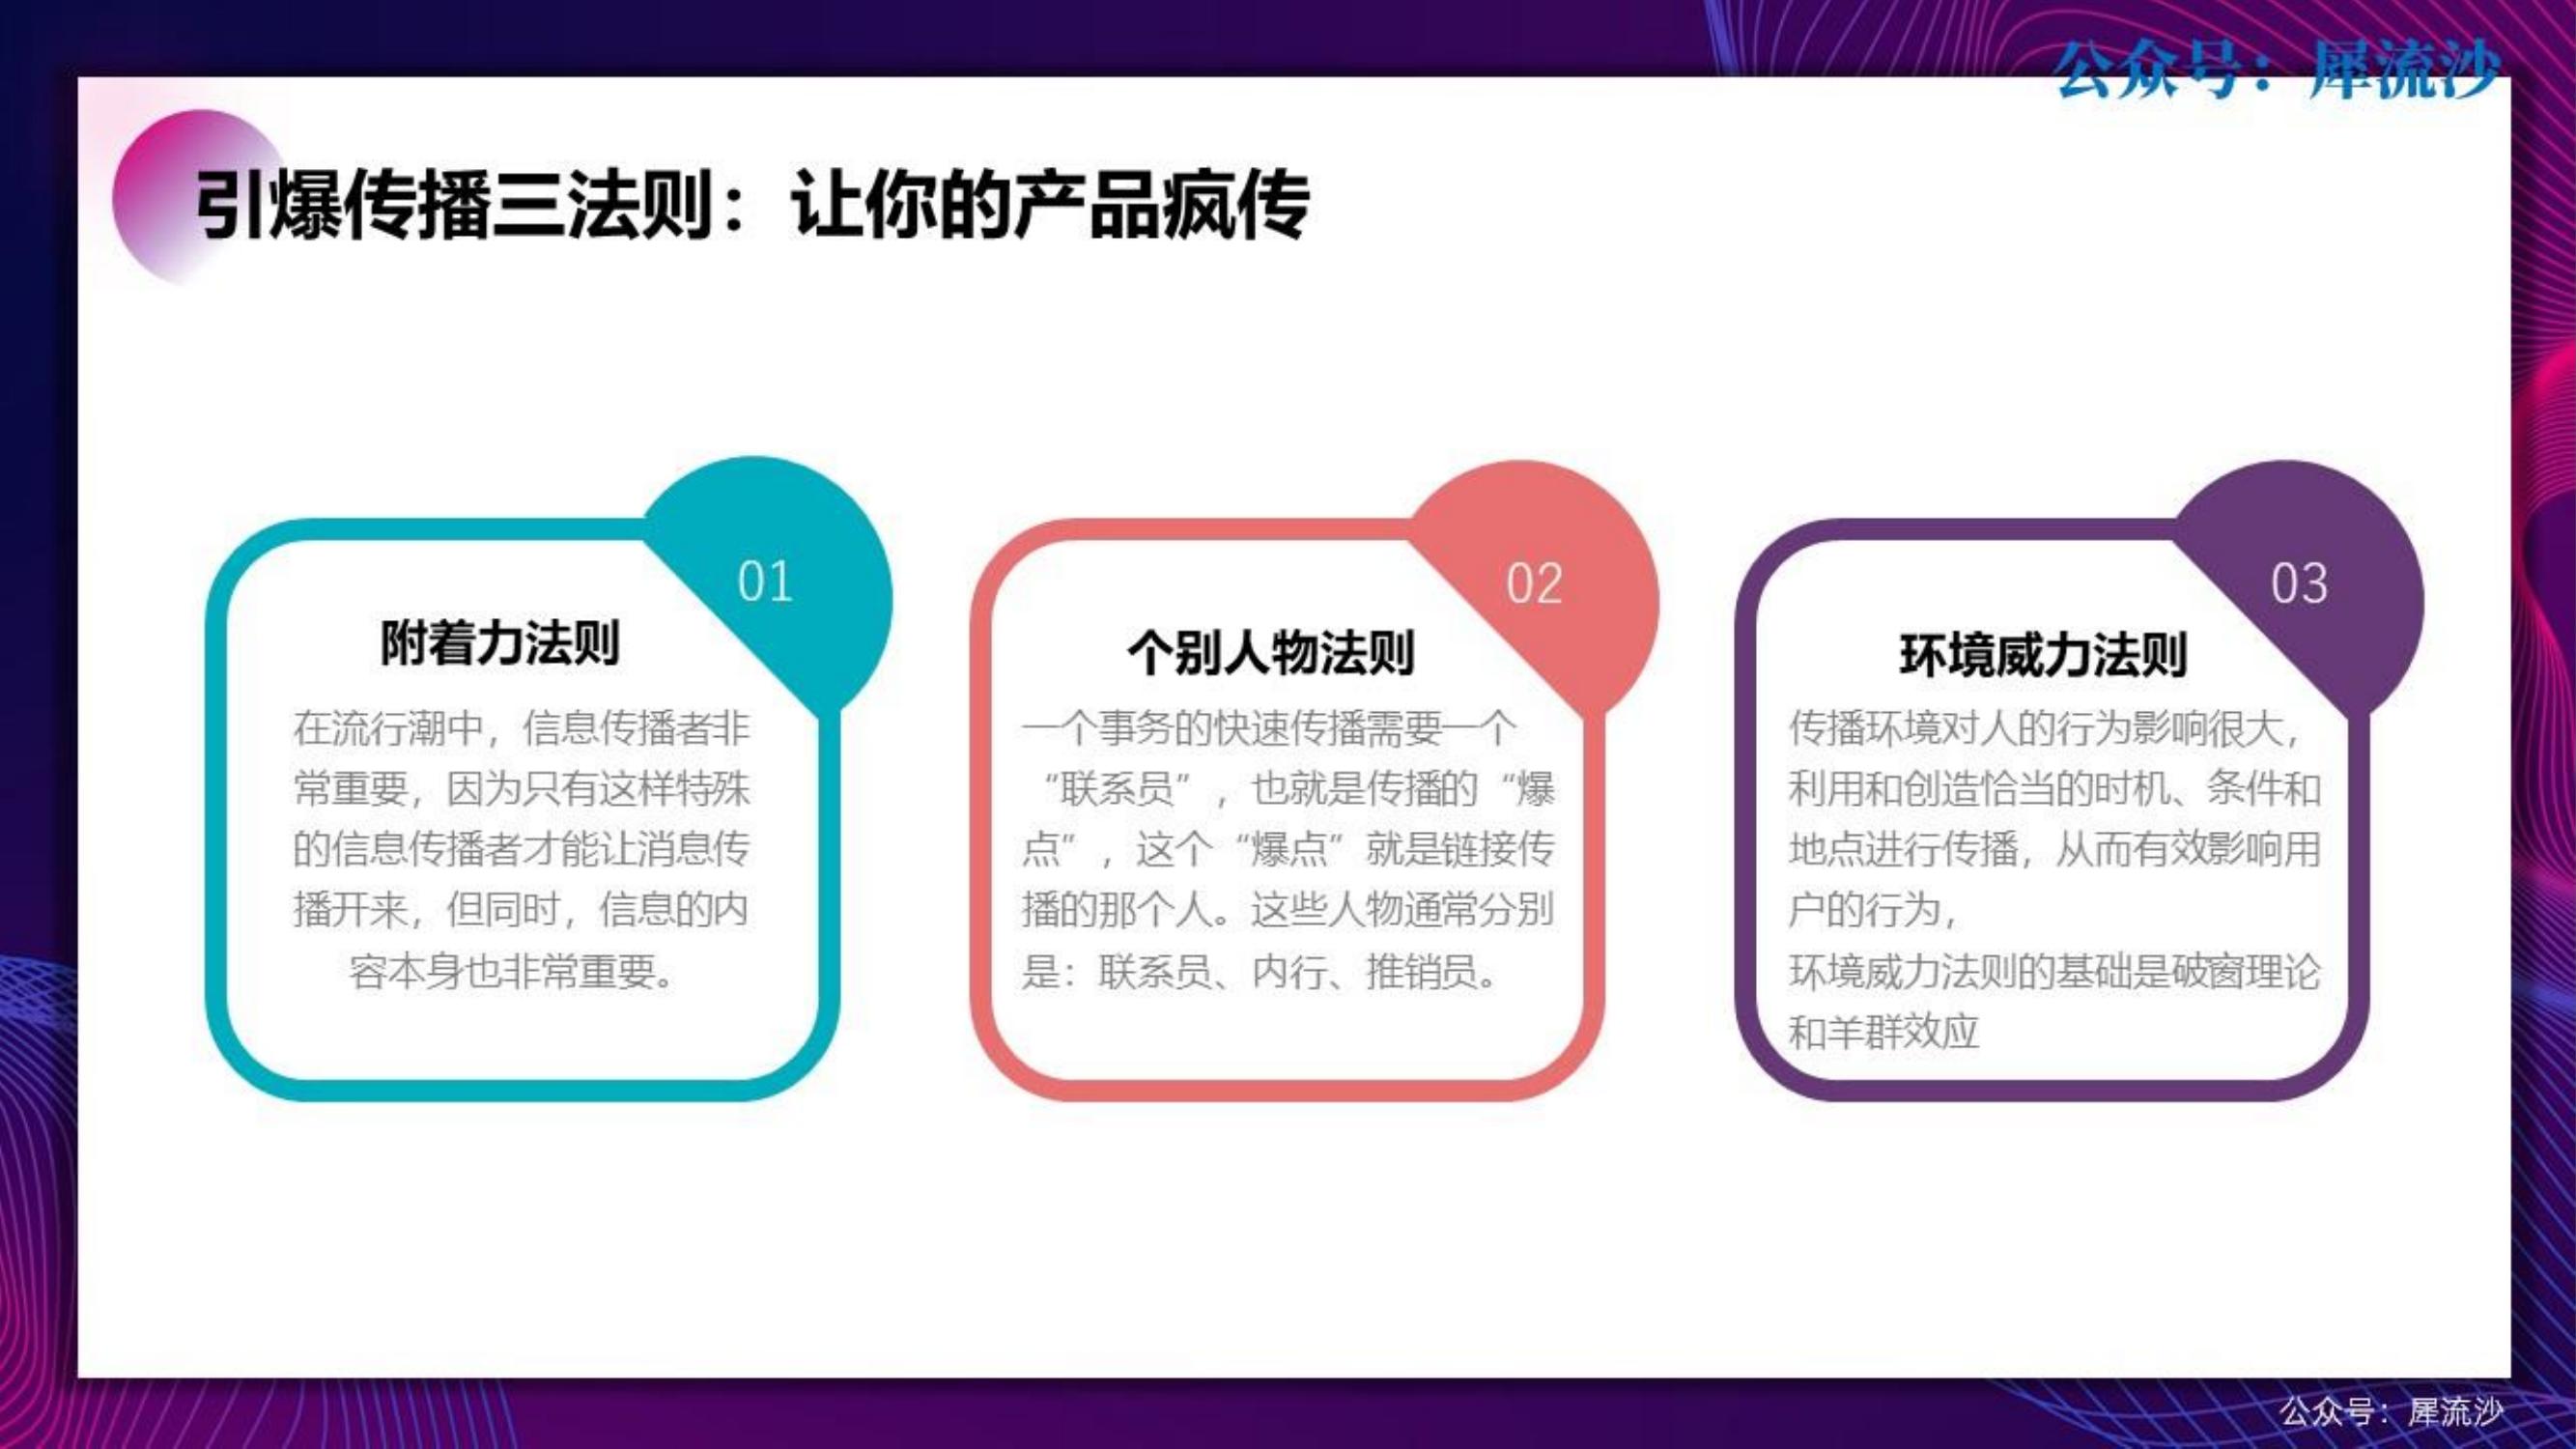 公众号：犀流沙
引爆传播三法则：让你的产品疯传
01
附着力法则
在流行潮中，信息传播者非
常重要，因为只有这样特殊
的信息传播者才能让消息传
播开来，但同时，信息的内
容本身也非常重要。
02
个别人物法则
一个事务的快速传播需要一个
“联系员”，也就是传播的“爆
点”，这个“爆点”就是链接传
播的那个人。这些人物通常分别
是：联系员、内行、推销员。
03
环境威力法则
传播环境对人的行为影响很大，
利用和创造恰当的时机、条件和
地点进行传播，从而有效影响用
户的行为，
环境威力法则的基础是破窗理论
和羊群效应
公众号：犀流沙